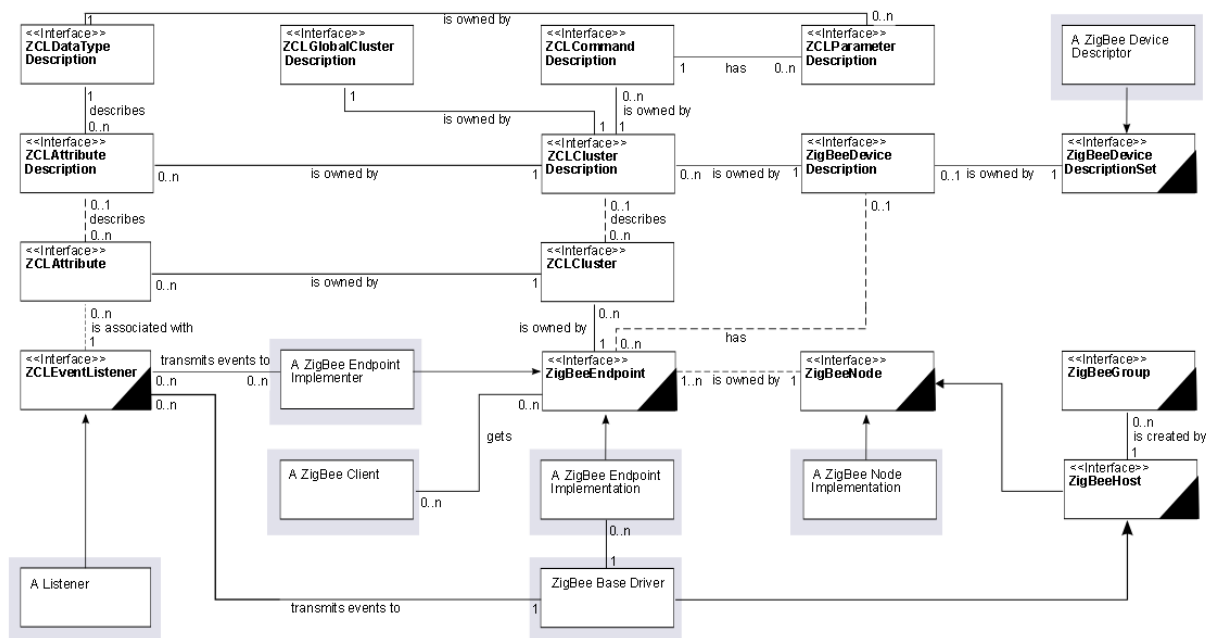 is owned by
1
0..n
<<Interface>>
ZCLDataType
Description
<<Interface>>
ZCLGlobalCluster
Description
<<Interface>>
ZCLCommand
Description
1
has
0..n
<<Interface>>
ZCLParameter
Description
A ZigBee Device
Descriptor
1
describes
0..n
1
is owned by
1
0..n
is owned by
1
<<Interface>>
ZCLAttribute
Description
0..n
is owned by
1
<<Interface>>
ZCLCluster
Description
0..n
is owned by
1
<<Interface>>
ZigBeeDevice
Description
0..1
is owned by
1
<<Interface>>
ZigBeeDevice
DescriptionSet
0..1
describes
0..n
0..1
describes
0..n
0..1
<<Interface>>
ZCLAttribute
0..n
is owned by
1
<<Interface>>
ZCLCluster
0..n
is associated with
1
0..n
is owned by
1
0..n
has
<<Interface>>
ZCLEventListener
transmits events to
0..n
0..n
0..n
A ZigBee Endpoint
Implementer
<<Interface>>
ZigBeeEndpoint
0..n
1..n
is owned by
1
<<Interface>>
ZigBeeNode
<<Interface>>
ZigBeeGroup
0..n
is created by
1
gets
A ZigBee Client
0..n
A ZigBee Endpoint
Implementation
A ZigBee Node
Implementation
<<Interface>>
ZigBeeHost
0..n
1
A Listener
transmits events to
1
ZigBee Base Driver